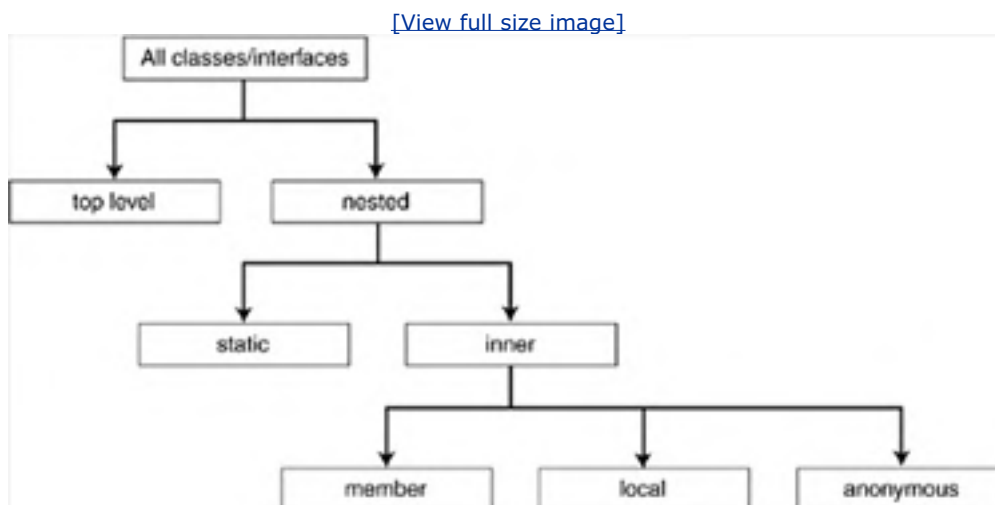 [View full size image]
All classes/interfaces
top level
nested
static
inner
member
local
anonymous